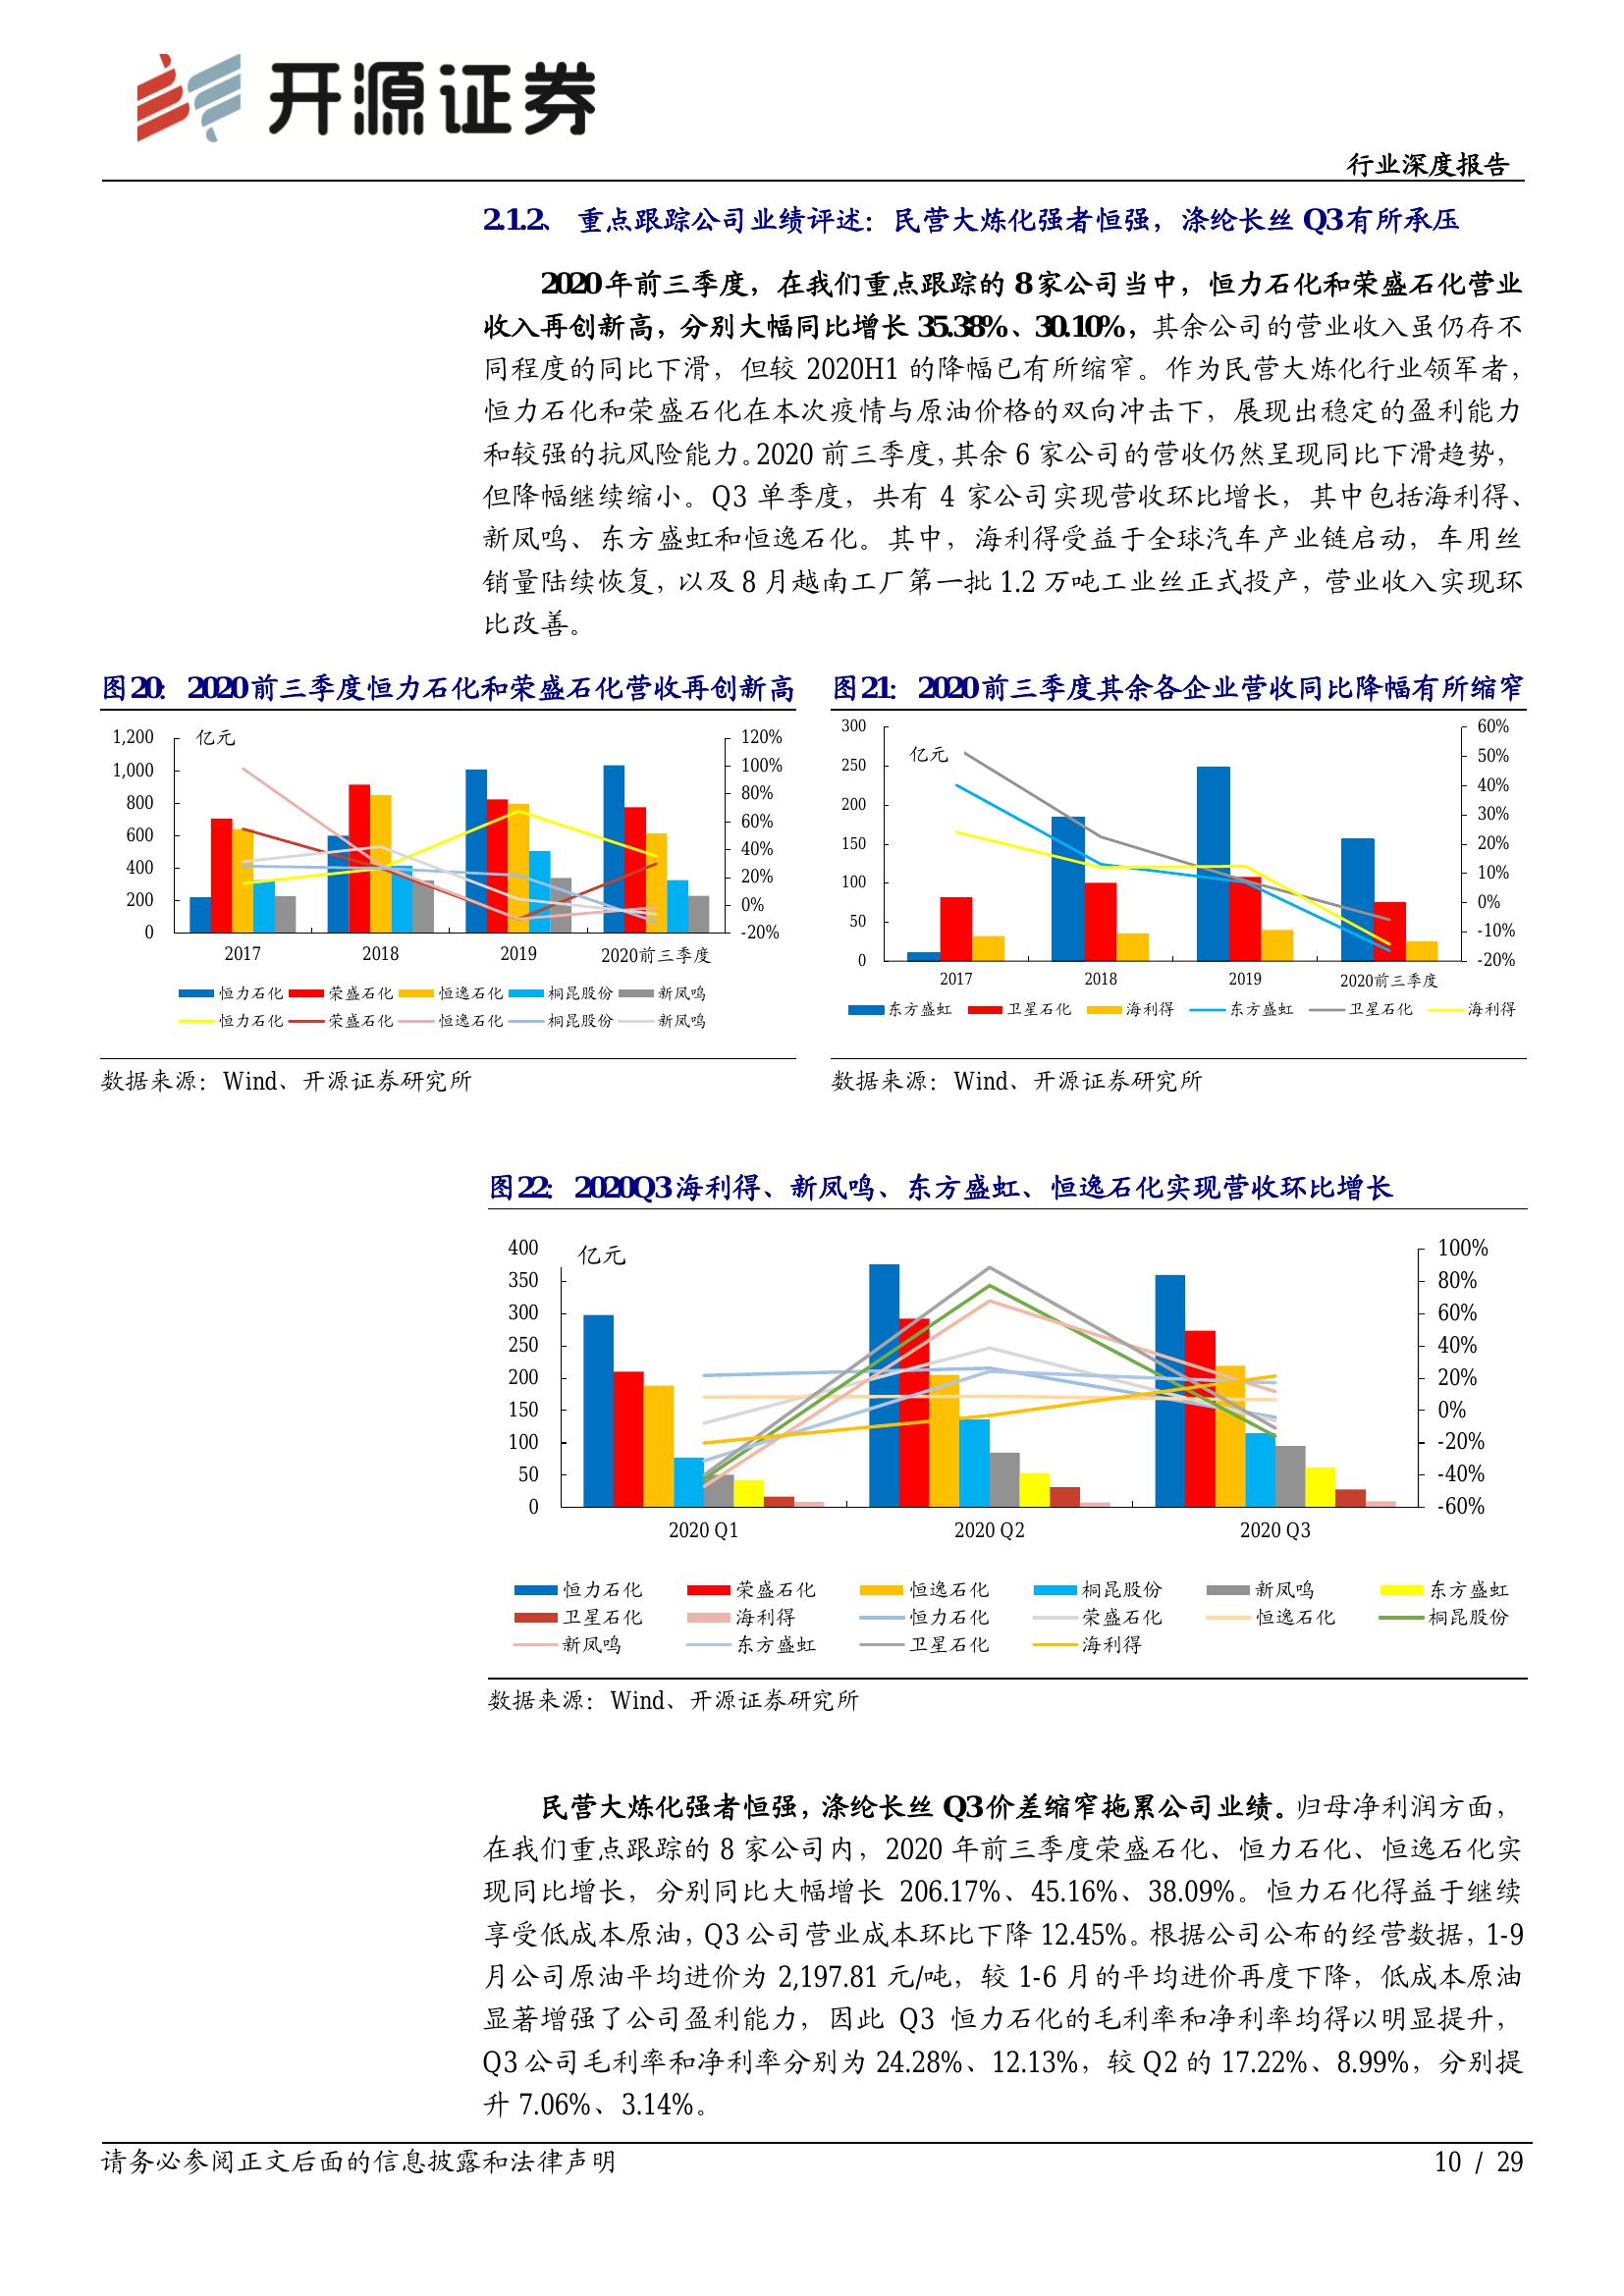 开源证券
行业深度报告
2.1.2、 重点跟踪公司业绩评述：民营大炼化强者恒强，涤纶长丝 Q3 有所承压
2020 年前三季度，在我们重点跟踪的 8 家公司当中，恒力石化和荣盛石化营业
收入再创新高，分别大幅同比增长 35.38%、30.10%，其余公司的营业收入虽仍存不
同程度的同比下滑，但较 2020H1 的降幅已有所缩窄。作为民营大炼化行业领军者，
恒力石化和荣盛石化在本次疫情与原油价格的双向冲击下，展现出稳定的盈利能力
和较强的抗风险能力。2020 前三季度，其余 6 家公司的营收仍然呈现同比下滑趋势，
但降幅继续缩小。Q3 单季度，共有 4 家公司实现营收环比增长，其中包括海利得、
新凤鸣、东方盛虹和恒逸石化。其中，海利得受益于全球汽车产业链启动，车用丝
销量陆续恢复，以及 8 月越南工厂第一批 1.2 万吨工业丝正式投产，营业收入实现环
比改善。
图20： 2020 前三季度恒力石化和荣盛石化营收再创新高
亿元
1,200
1,000
800
600
400
200
0
120%
100%
80%
60%
40%
20%
0%
-20%
2017 2018 2019 2020前三季度
恒力石化 荣盛石化 恒逸石化 桐昆股份 新凤鸣
恒力石化 荣盛石化 恒逸石化 桐昆股份 新凤鸣
数据来源：Wind、开源证券研究所
图21： 2020 前三季度其余各企业营收同比降幅有所缩窄
亿元
300
250
200
150
100
50
0
60%
50%
40%
30%
20%
10%
0%
-10%
-20%
2017 2018 2019 2020前三季度
东方盛虹 卫星石化 海利得 东方盛虹 卫星石化 海利得
数据来源：Wind、开源证券研究所
图22： 2020Q3 海利得、新凤鸣、东方盛虹、恒逸石化实现营收环比增长
亿元
400
350
300
250
200
150
100
50
0
100%
80%
60%
40%
20%
0%
-20%
-40%
-60%
2020 Q1 2020 Q2 2020 Q3
恒力石化 荣盛石化 恒逸石化 桐昆股份 新凤鸣 东方盛虹
卫星石化 海利得 恒力石化 荣盛石化 恒逸石化 桐昆股份
新凤鸣 东方盛虹 卫星石化 海利得
数据来源：Wind、开源证券研究所
民营大炼化强者恒强，涤纶长丝 Q3 价差缩窄拖累公司业绩。归母净利润方面，
在我们重点跟踪的 8 家公司内，2020 年前三季度荣盛石化、恒力石化、恒逸石化实
现同比增长，分别同比大幅增长 206.17%、45.16%、38.09%。恒力石化得益于继续
享受低成本原油，Q3 公司营业成本环比下降 12.45%。根据公司公布的经营数据，1-9
月公司原油平均进价为 2,197.81 元/吨，较 1-6 月的平均进价再度下降，低成本原油
显著增强了公司盈利能力，因此 Q3 恒力石化的毛利率和净利率均得以明显提升，
Q3 公司毛利率和净利率分别为 24.28%、12.13%，较 Q2 的 17.22%、8.99%，分别提
升 7.06%、3.14%。
请务必参阅正文后面的信息披露和法律声明
10 / 29